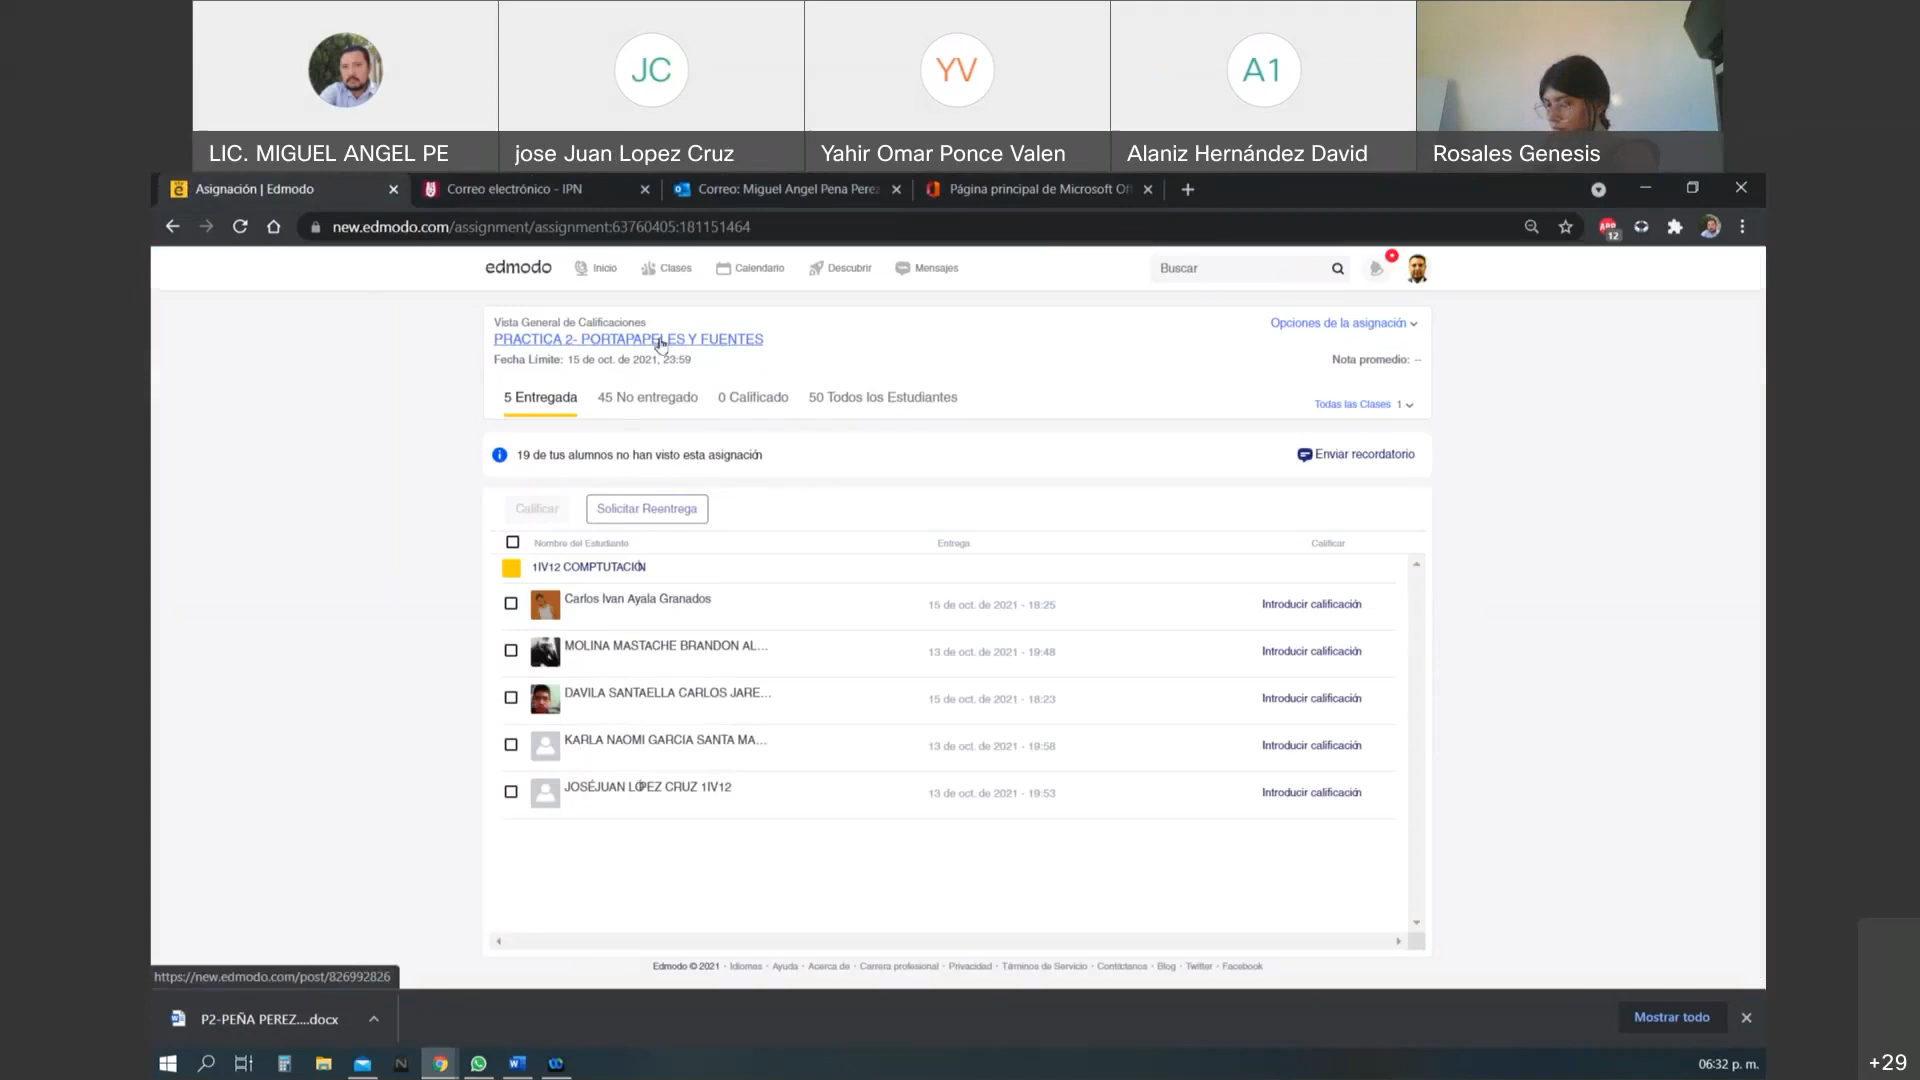 JC
YV
A1
LIC. MIGUEL ANGEL PE
jose Juan Lopez Cruz
Yahir Omar Ponce Valen
Alaniz Hernández David
Rosales Genesis
Asignación | Edmodo
Correo electrónico - IPN
Correo: Miguel Angel Pena Perez
Página principal de Microsoft Of
new.edmodo.com/assignment/assignment:63760405:181151464
ABP
12
edmodo
Inicio
Clases
Calendario
Descubrir
Mensajes
Buscar
Vista General de Calificaciones
Opciones de la asignación
PRACTICA 2- PORTAPAPELES Y FUENTES
Fecha Límite: 15 de oct. de 2021, 23:59
Nota promedio: --
5 Entregada
45 No entregado
0 Calificado
50 Todos los Estudiantes
Todas las Clases 1
19 de tus alumnos no han visto esta asignación
Enviar recordatorio
Calificar
Solicitar Reentrega
Nombre del Estudiante
Entrega
Calificar
1IV12 COMPTUTACIÓN
Carlos Ivan Ayala Granados
15 de oct. de 2021 - 18:25
Introducir calificación
MOLINA MASTACHE BRANDON AL...
13 de oct. de 2021 - 19:48
Introducir calificación
DAVILA SANTAELLA CARLOS JARE...
15 de oct. de 2021 - 18:23
Introducir calificación
KARLA NAOMI GARCIA SANTA MA...
13 de oct. de 2021 - 19:58
Introducir calificación
JOSÉJUAN LÓPEZ CRUZ 1IV12
13 de oct. de 2021 - 19:53
Introducir calificación
Edmodo © 2021 · Idiomas · Ayuda · Acerca de · Carrera profesional · Privacidad · Términos de Servicio · Contáctanos · Blog · Twitter · Facebook
https://new.edmodo.com/post/826992826
P2-PEÑA PEREZ....docx
Mostrar todo
06:32 p. m.
+29